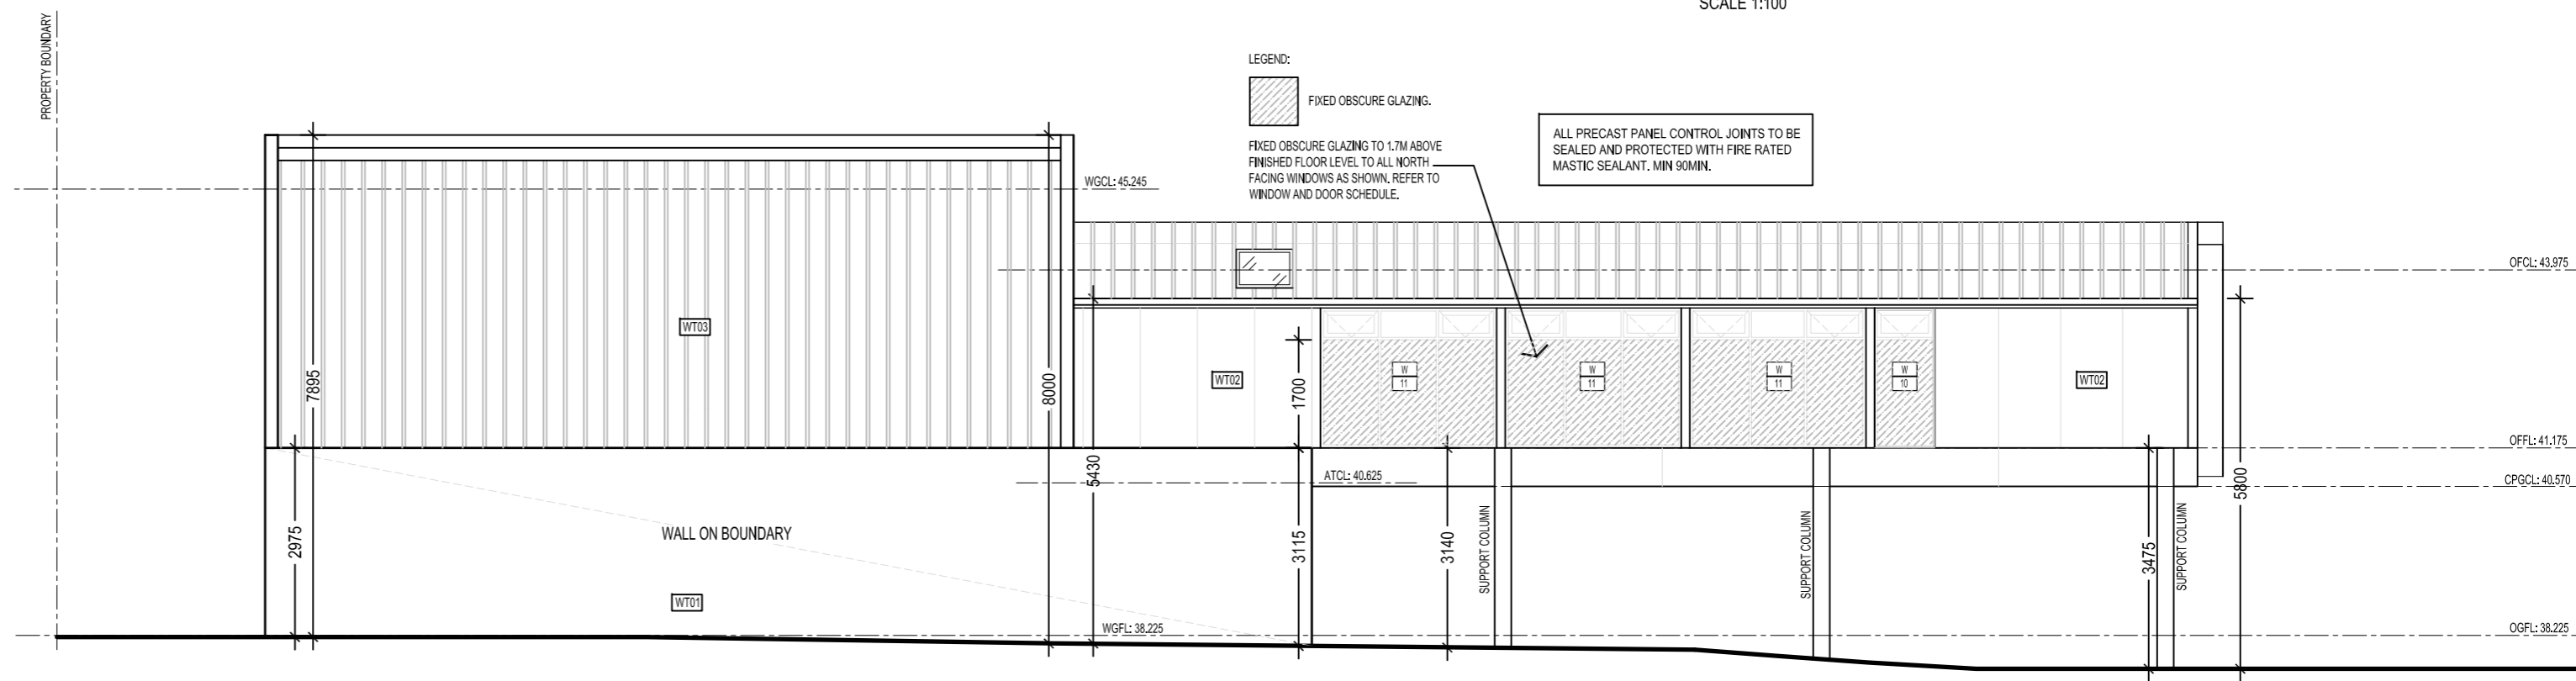 SCALE 1:100
PROPERTY BOUNDARY
LEGEND:
FIXED OBSCURE GLAZING.
FIXED OBSCURE GLAZING TO 1.7M ABOVE
FINISHED FLOOR LEVEL TO ALL NORTH
FACING WINDOWS AS SHOWN. REFER TO
WINDOW AND DOOR SCHEDULE.
ALL PRECAST PANEL CONTROL JOINTS TO BE
SEALED AND PROTECTED WITH FIRE RATED
MASTIC SEALANT. MIN 90MIN.
WGCL: 45.245
OFCL: 43.975
WT03
7895
8000
WT02
1700
W
11
W
11
W
11
W
10
WT02
OFFL: 41.175
5430
ATCL: 40.625
CPGCL: 40.570
5800
2975
WALL ON BOUNDARY
3115
3140
SUPPORT COLUMN
SUPPORT COLUMN
3475
SUPPORT COLUMN
WT01
WGFL: 38.225
OGFL: 38.225